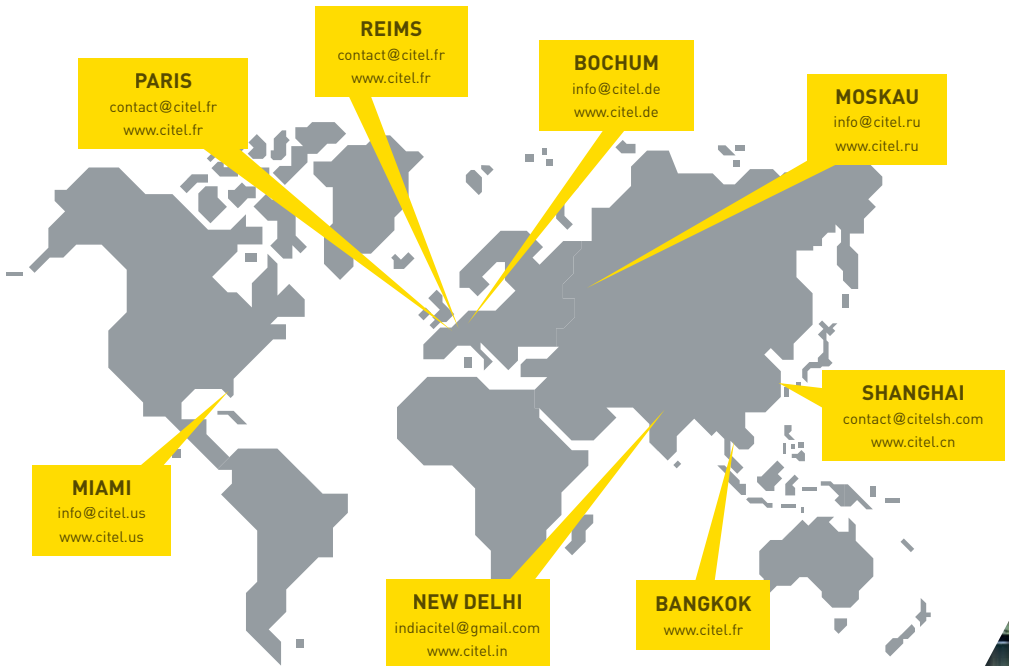 REIMS
contact@citel.fr
www.citel.fr
PARIS
contact@citel.fr
www.citel.fr
BOCHUM
info@citel.de
www.citel.de
MOSKAU
info@citel.ru
www.citel.ru
SHANGHAI
contact@citelsh.com
www.citel.cn
MIAMI
info@citel.us
www.citel.us
NEW DELHI
indiacitel@gmail.com
www.citel.in
BANGKOK
www.citel.fr